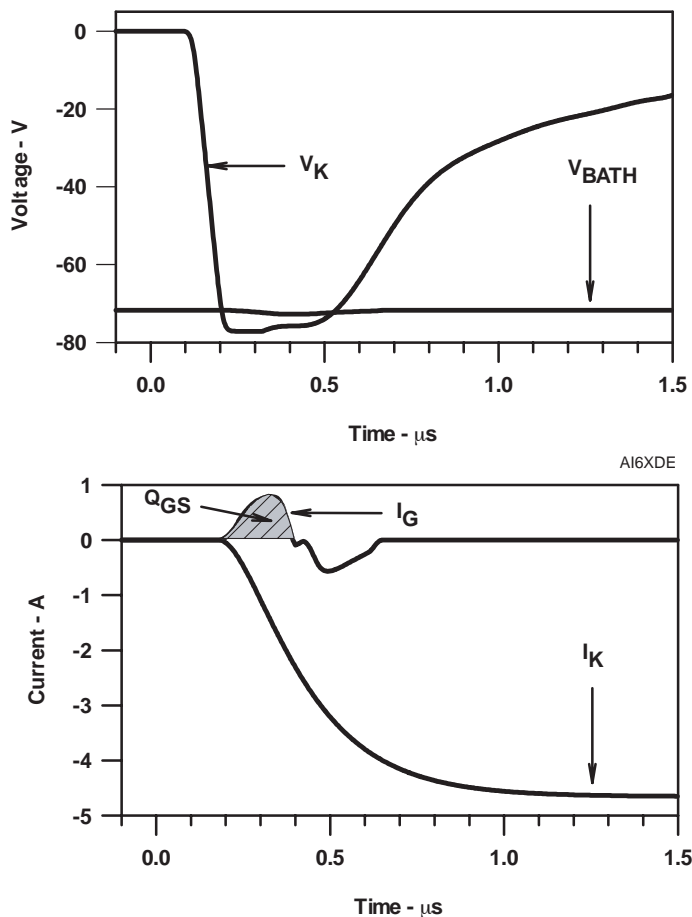 0
-20
-40
-60
-80
Voltage - V
V_K
V_BATH
0.0 0.5 1.0 1.5
Time - μs
AI6XDE
1
0
-1
-2
-3
-4
-5
Current - A
Q_GS
I_G
I_K
0.0 0.5 1.0 1.5
Time - μs